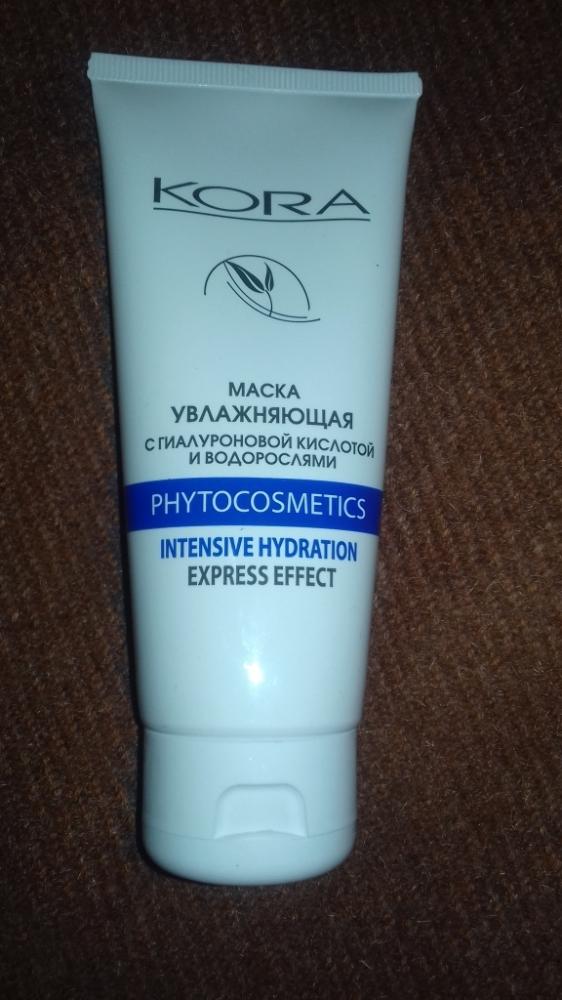 KORA
МАСКА
УВЛАЖНЯЮЩАЯ
С ГИАЛУРОНОВОЙ КИСЛОТОЙ
И ВОДОРОСЛЯМИ
PHYTOCOSMETICS
INTENSIVE HYDRATION
EXPRESS EFFECT